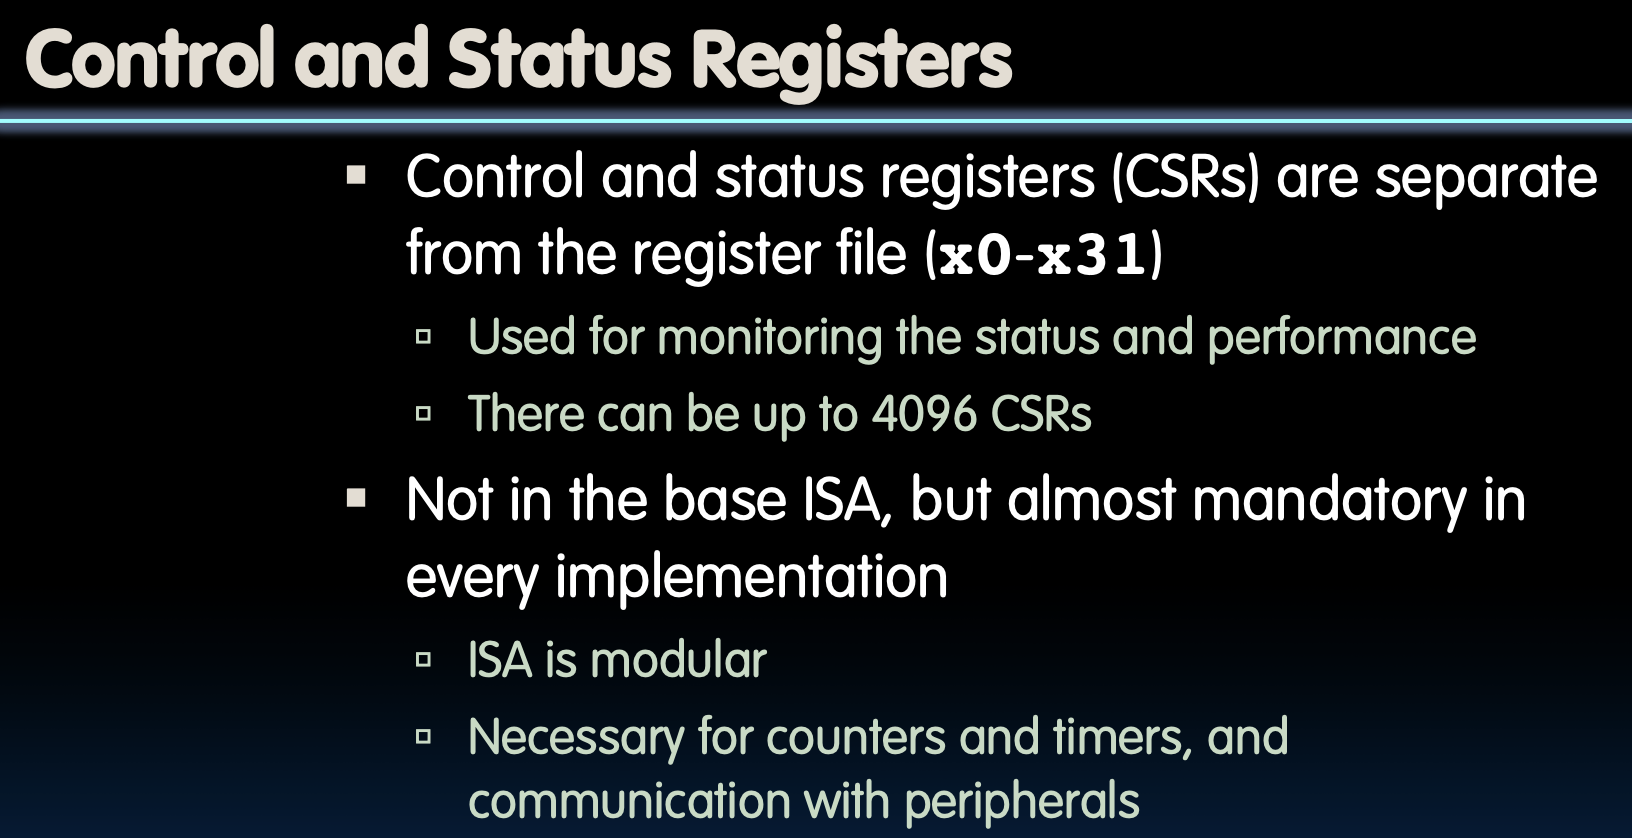 Control and Status Registers
Control and status registers (CSRs) are separate
from the register file (x0-x31)
Used for monitoring the status and performance
There can be up to 4096 CSRs
Not in the base ISA, but almost mandatory in
every implementation
ISA is modular
Necessary for counters and timers, and
communication with peripherals